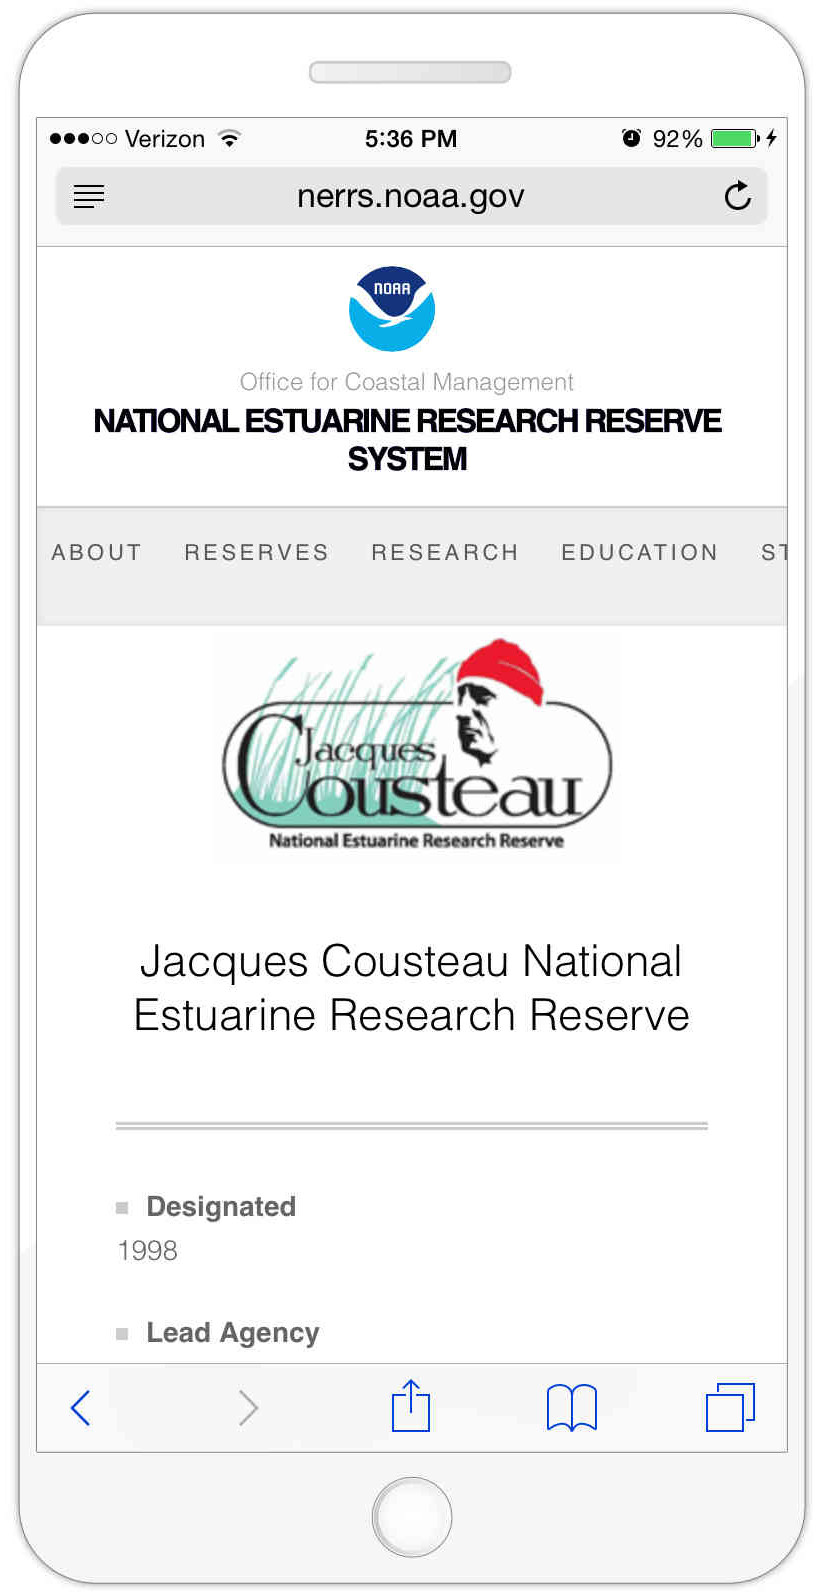 Verizon 5:36 PM 92%
nerrs.noaa.gov
NOAA
Office for Coastal Management
NATIONAL ESTUARINE RESEARCH RESERVE
SYSTEM
ABOUT RESERVES RESEARCH EDUCATION ST
Jacques
Cousteau
National Estuarine Research Reserve
Jacques Cousteau National
Estuarine Research Reserve
Designated
1998
Lead Agency